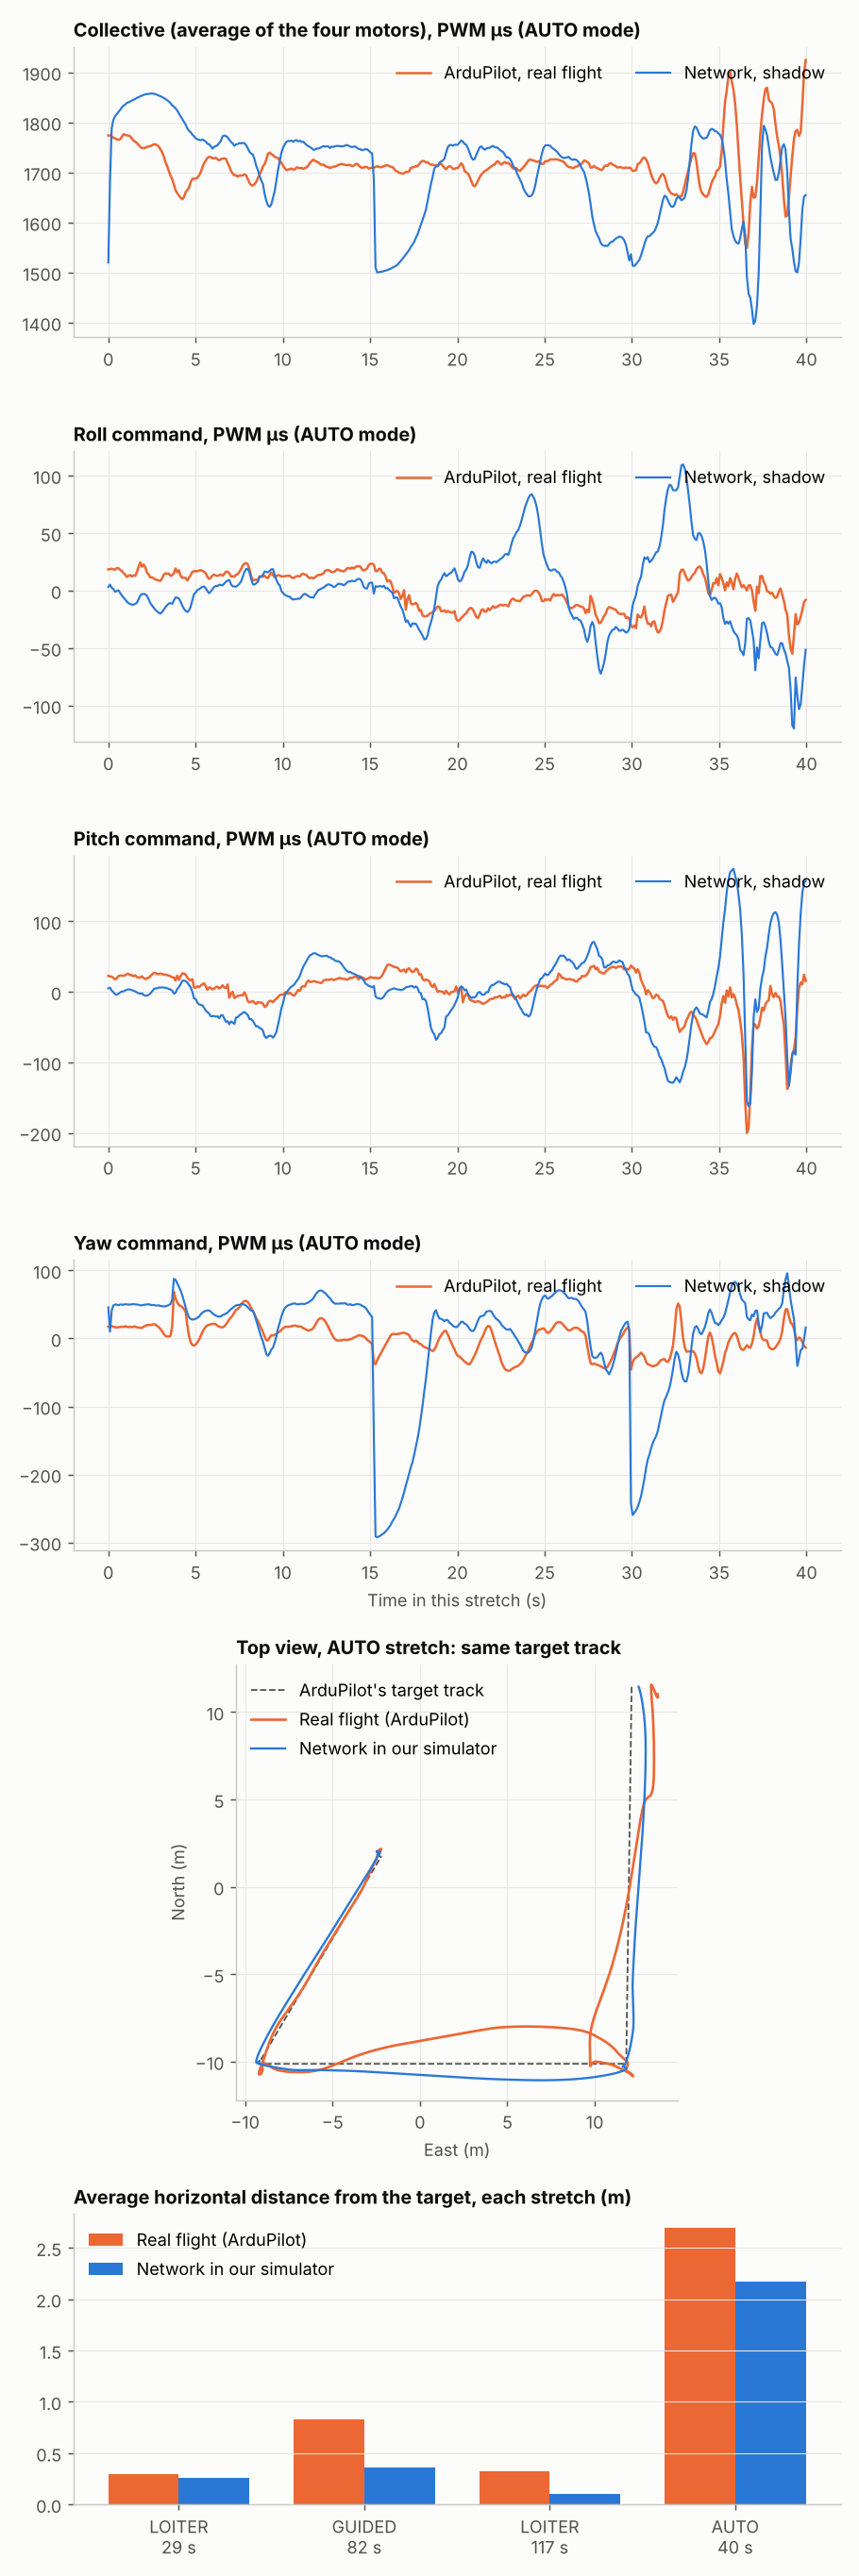 Collective (average of the four motors), PWM µs (AUTO mode)
ArduPilot, real flight
Network, shadow
1900
1800
1700
1600
1500
1400
0 5 10 15 20 25 30 35 40
Roll command, PWM µs (AUTO mode)
ArduPilot, real flight
Network, shadow
100
50
0
−50
−100
0 5 10 15 20 25 30 35 40
Pitch command, PWM µs (AUTO mode)
ArduPilot, real flight
Network, shadow
100
0
−100
−200
0 5 10 15 20 25 30 35 40
Yaw command, PWM µs (AUTO mode)
ArduPilot, real flight
Network, shadow
100
0
−100
−200
−300
0 5 10 15 20 25 30 35 40
Time in this stretch (s)
Top view, AUTO stretch: same target track
ArduPilot's target track
Real flight (ArduPilot)
Network in our simulator
North (m)
10
5
0
−5
−10
−10 −5 0 5 10
East (m)
Average horizontal distance from the target, each stretch (m)
Real flight (ArduPilot)
Network in our simulator
2.5
2.0
1.5
1.0
0.5
0.0
LOITER GUIDED LOITER AUTO
29 s 82 s 117 s 40 s